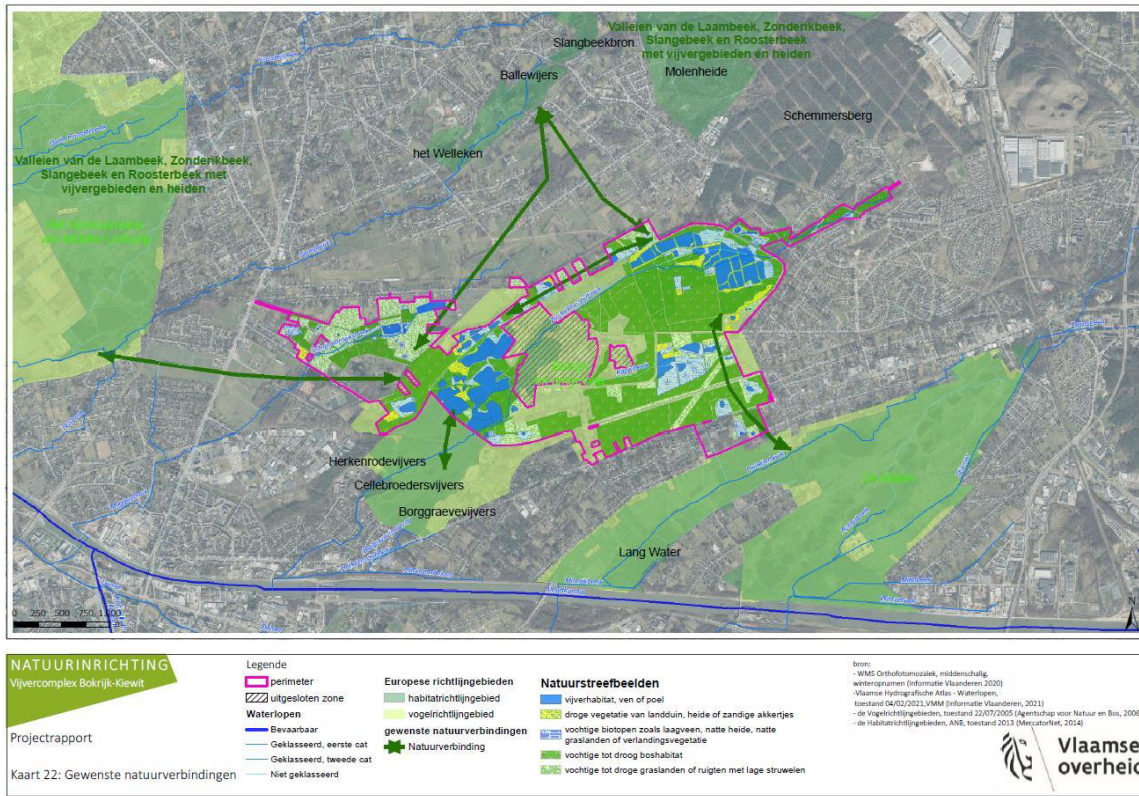 Slangbeekbron
Valleien van de Laambeek, Zonderikbeek,
Slangebeek en Roosterbeek
met vijvergebieden en heiden
Ballewijers
Molenheide
Schemmersberg
het Welleken
Valleien van de Laambeek, Zonderikbeek,
Slangebeek en Roosterbeek met
vijvergebieden en heiden
Herkenrodevijvers
Cellebroedersvijvers
Borggraevevijvers
Lang Water
0 250 500 750 1.000
N
NATUURINRICHTING
Vijvercomplex Bokrijk-Kiewit
Projectrapport
Kaart 22: Gewenste natuurverbindingen
Legende
perimeter
uitgesloten zone
Waterlopen
Bevaarbaar
Geklasseerd, eerste cat
Geklasseerd, tweede cat
Niet geklasseerd
Europese richtlijngebieden
habitatrichtlijngebied
vogelrichtlijngebied
gewenste natuurverbindingen
Natuurverbinding
Natuurstreefbeelden
vijverhabitat, ven of poel
droge vegetatie van landduin, heide of zandige akkertjes
vochtige biotopen zoals laagveen, natte heide, natte
graslanden of verlandingsvegetatie
vochtige tot droog boshabitat
vochtige tot droge graslanden of ruigten met lage struwelen
bron:
- WMS Orthofotomozaïek, middenschalig,
winteropnamen (Informatie Vlaanderen 2020)
-Vlaamse Hydrografische Atlas - Waterlopen,
toestand 04/02/2021,VMM (Informatie Vlaanderen, 2021)
- de Vogelrichtlijngebieden, toestand 22/07/2005 (Agentschap voor Natuur en Bos, 2006
- de Habitatrichtlijngebieden, ANB, toestand 2013 (MercatorNet, 2014)
Vlaamse
overheid